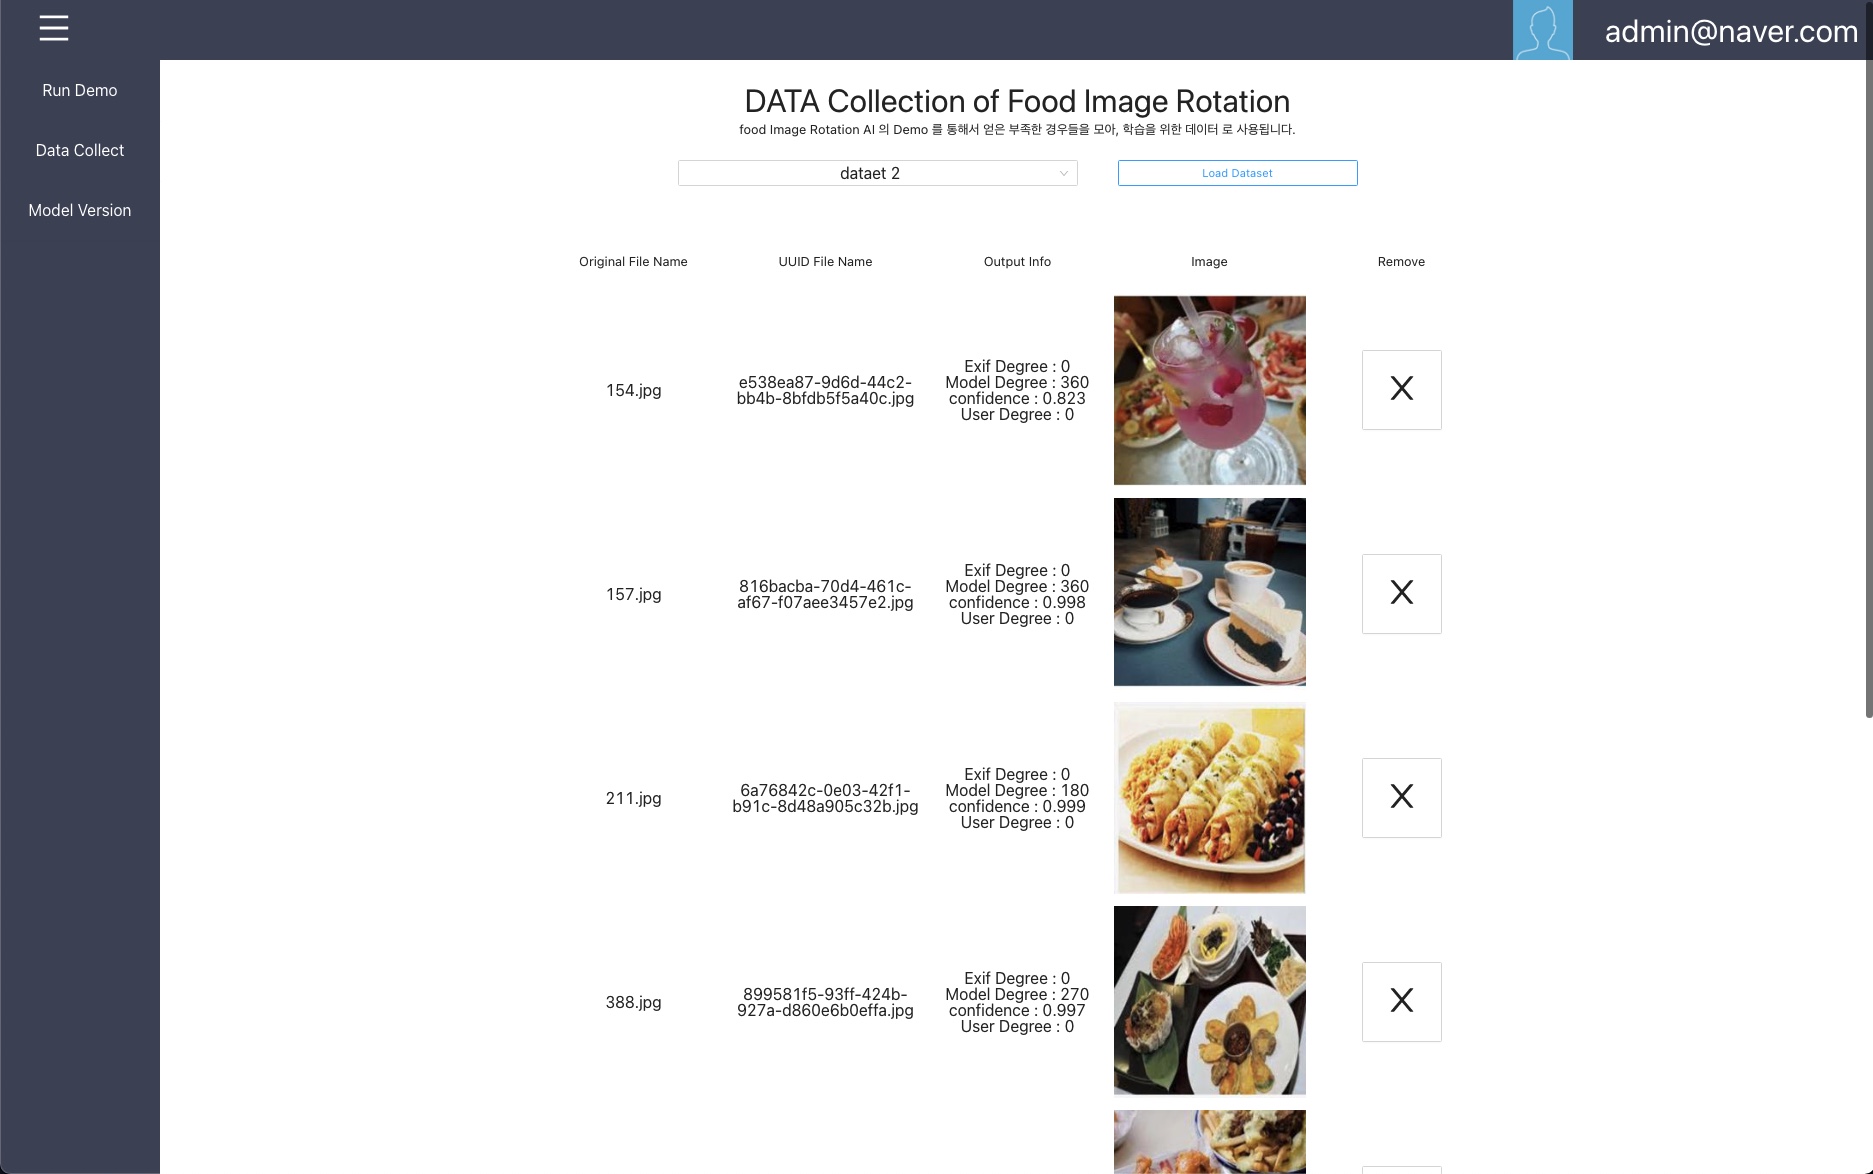 admin@naver.com
Run Demo
Data Collect
Model Version
DATA Collection of Food Image Rotation
food Image Rotation AI 의 Demo 를 통해서 얻은 부족한 경우들을 모아, 학습을 위한 데이터 로 사용됩니다.
dataet 2
Load Dataset
Original File Name
UUID File Name
Output Info
Image
Remove
154.jpg
e538ea87-9d6d-44c2-
bb4b-8bfdb5f5a40c.jpg
Exif Degree : 0
Model Degree : 360
confidence : 0.823
User Degree : 0
X
157.jpg
816bacba-70d4-461c-
af67-f07aee3457e2.jpg
Exif Degree : 0
Model Degree : 360
confidence : 0.998
User Degree : 0
X
211.jpg
6a76842c-0e03-42f1-
b91c-8d48a905c32b.jpg
Exif Degree : 0
Model Degree : 180
confidence : 0.999
User Degree : 0
X
388.jpg
899581f5-93ff-424b-
927a-d860e6b0effa.jpg
Exif Degree : 0
Model Degree : 270
confidence : 0.997
User Degree : 0
X